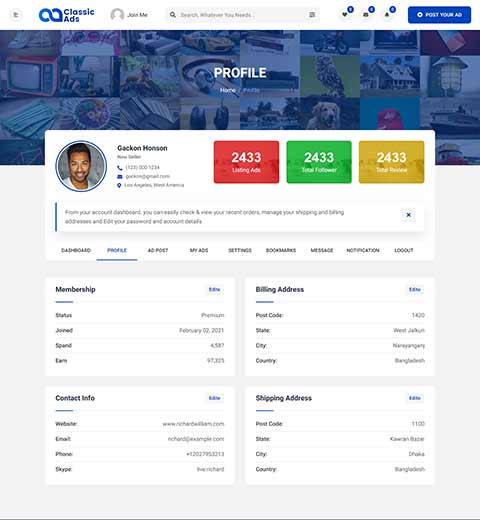 Classic
Ads
Join Me
Search, Whatever You Needs...
0
0
0
POST YOUR AD
PROFILE
Home / Profile
Gackon Honson
New Seller
(123) 000-1234
gackon@gmail.com
Los Angeles, West America
2433
Listing Ads
2433
Total Follower
2433
Total Review
From your account dashboard, you can easily check & view your recent orders, manage your shipping and billing
addresses and Edit your password and account details
DASHBOARD
PROFILE
AD POST
MY ADS
SETTINGS
BOOKMARKS
MESSAGE
NOTIFICATION
LOGOUT
Membership
Edite
Status
Premium
Joined
February 02, 2021
Spend
4,587
Earn
97,325
Billing Address
Edite
Post Code:
1420
State:
West Jalkuri
City:
Narayanganj
Country:
Bangladesh
Contact Info
Edite
Website:
www.richardwilliam.com
Email:
richard@example.com
Phone:
+12027953213
Skype:
live:richard
Shipping Address
Edite
Post Code:
1100
State:
Kawran Bazar
City:
Dhaka
Country:
Bangladesh